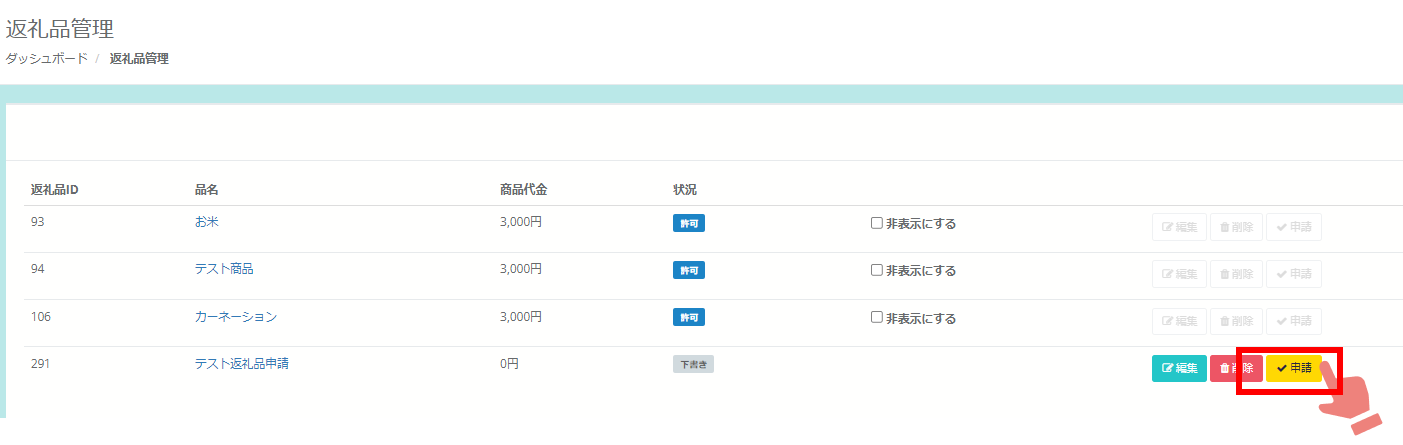 返礼品管理
ダッシュボード / 返礼品管理
返礼品ID 品名 商品代金 状況
93 お米 3,000円 許可 非表示にする 編集 削除 申請
94 テスト商品 3,000円 許可 非表示にする 編集 削除 申請
106 カーネーション 3,000円 許可 非表示にする 編集 削除 申請
291 テスト返礼品申請 0円 下書き 編集 削除 申請